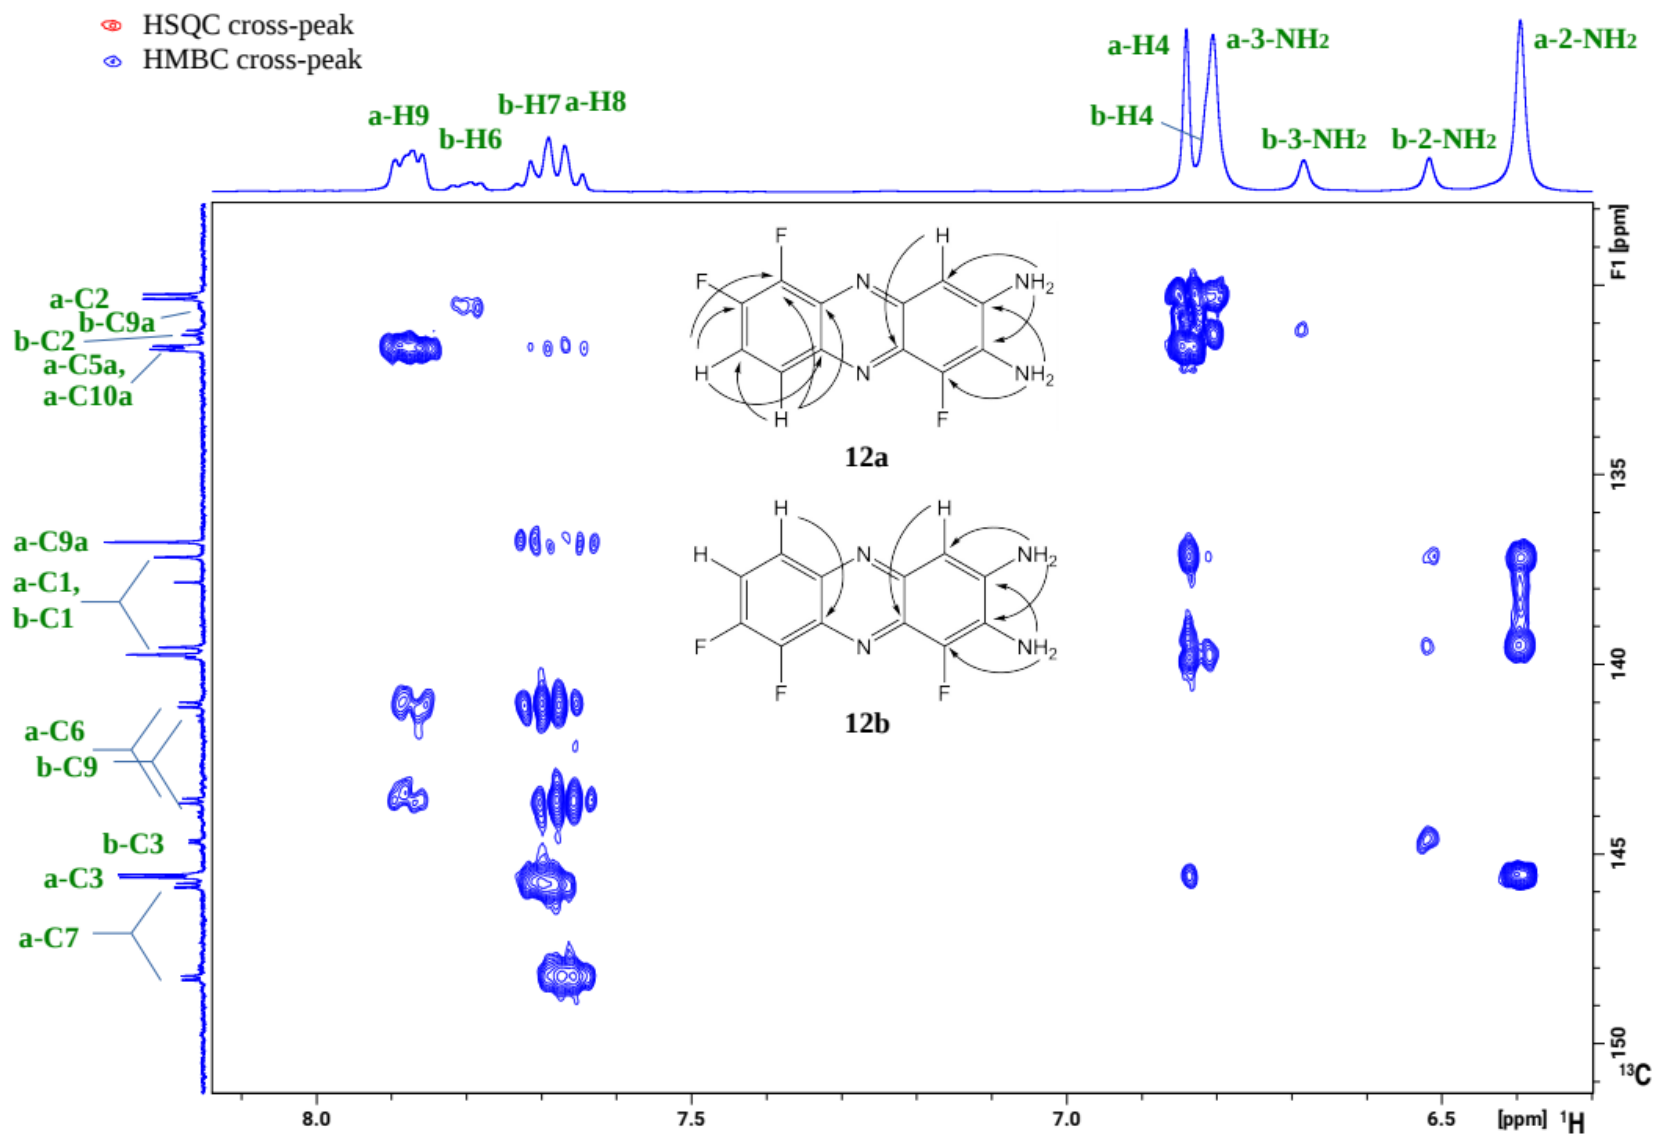 HSQC cross-peak
HMBC cross-peak
a-H9
b-H6
b-H7 a-H8
a-H4
a-3-NH2
a-2-NH2
b-H4
b-3-NH2
b-2-NH2
a-C2
b-C9a
b-C2
a-C5a,
a-C10a
a-C9a
a-C1,
b-C1
a-C6
b-C9
b-C3
a-C3
a-C7
F
H
F
N
NH2
N
NH2
H
H
F
12a
H
H
H
N
NH2
N
NH2
F
F
F
12b
F1 [ppm]
135
140
145
150
13C
8.0
7.5
7.0
6.5
[ppm] 1H